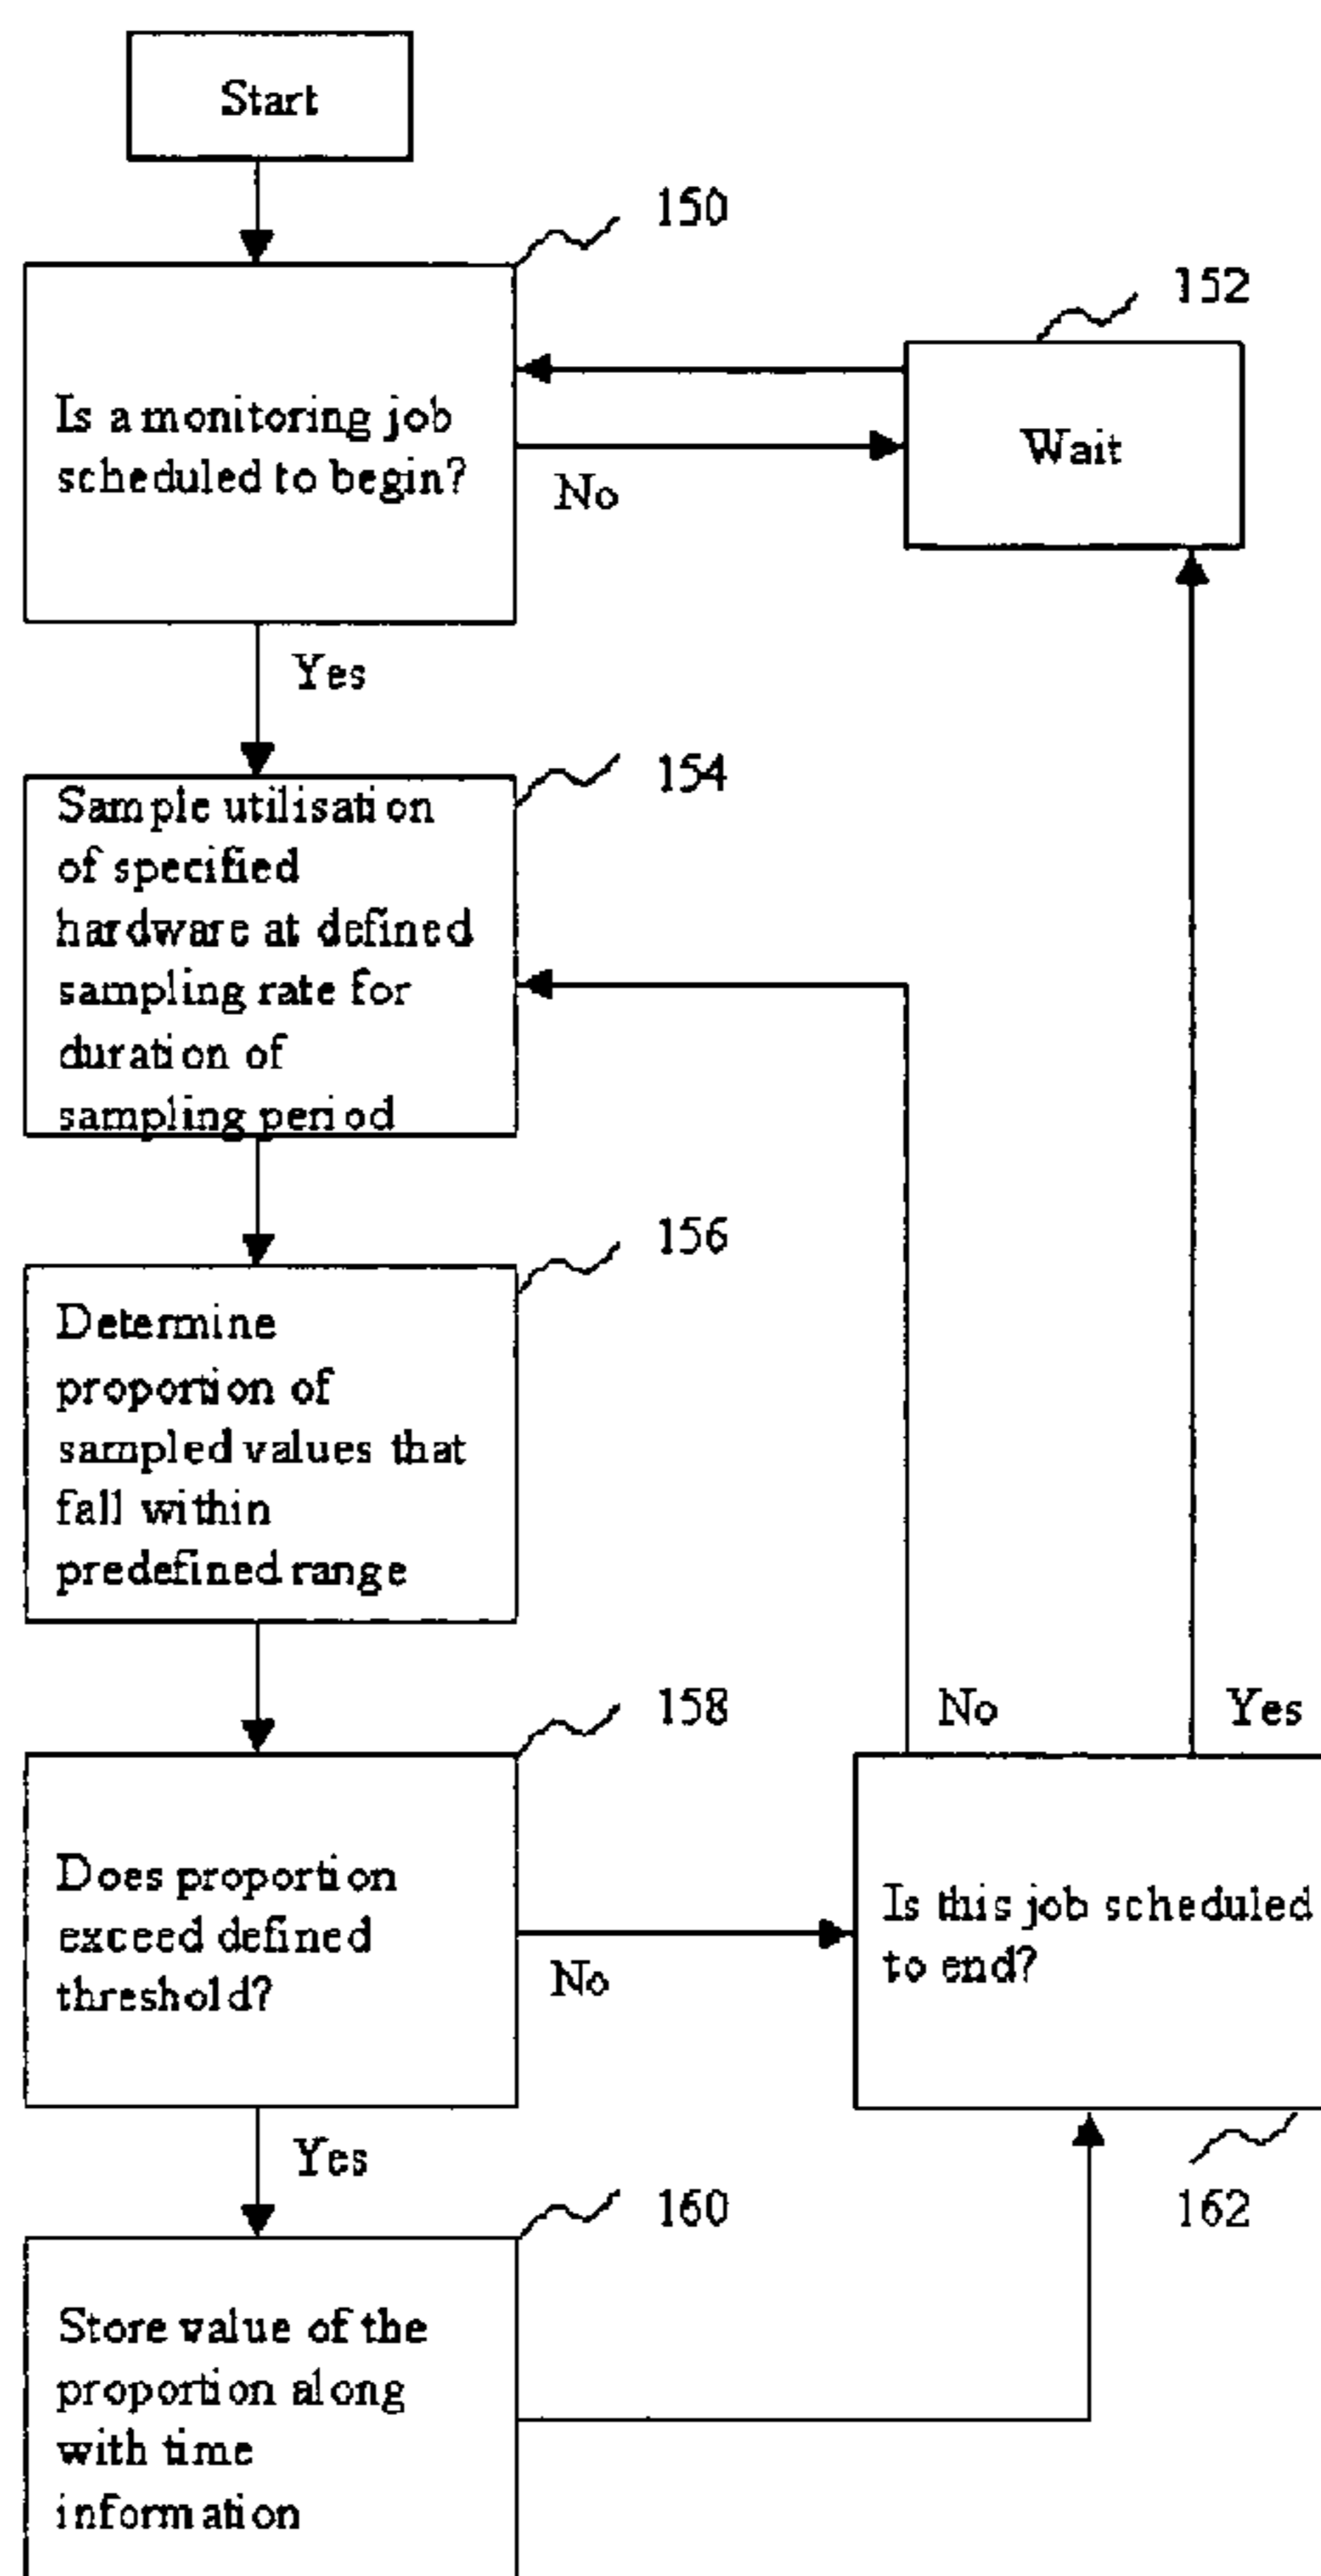 Start
150
152
Is a monitoring job
scheduled to begin?
Wait
No
Yes
154
Sample utilisation
of specified
hardware at defined
sampling rate for
duration of
sampling period
156
Determine
proportion of
sampled values that
fall within
predefined range
158
No
Yes
Does proportion
exceed defined
threshold?
No
Is this job scheduled
to end?
Yes
160
162
Store value of the
proportion along
with time
information